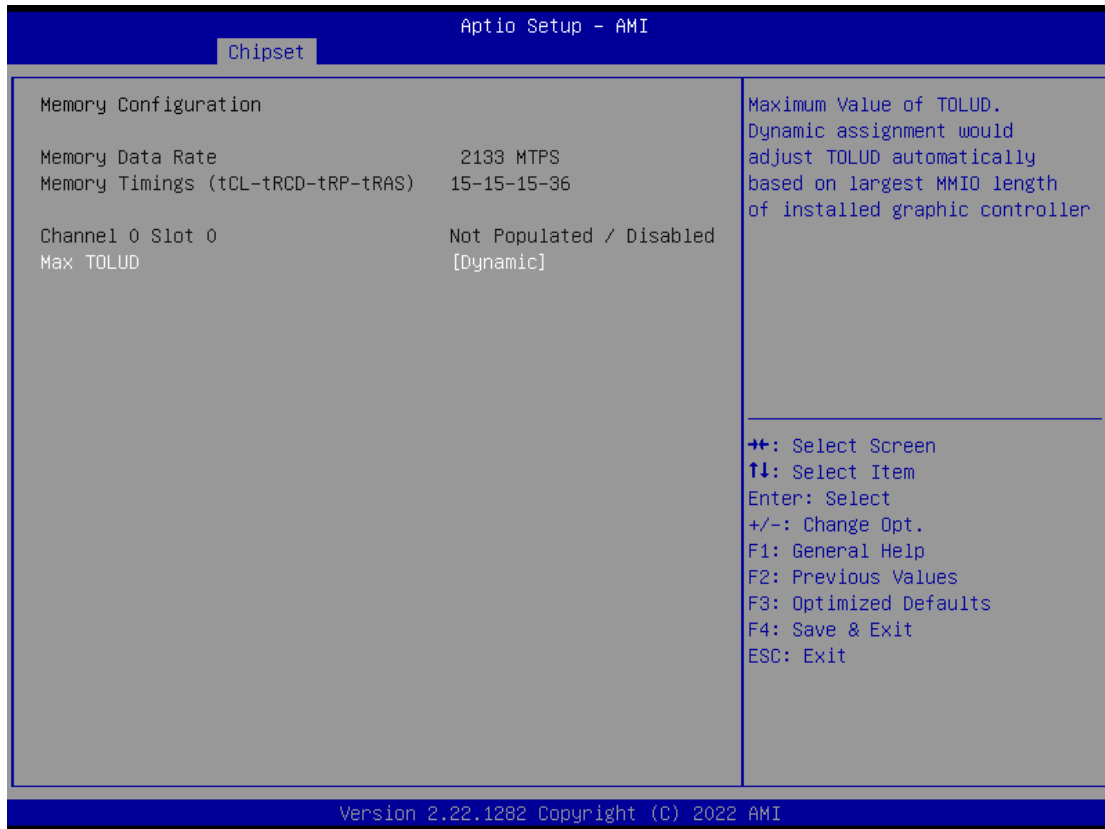 Aptio Setup – AMI
Chipset
Memory Configuration
Memory Data Rate 2133 MTPS
Memory Timings (tCL-tRCD-tRP-tRAS) 15-15-15-36
Channel 0 Slot 0 Not Populated / Disabled
Max TOLUD [Dynamic]
Maximum Value of TOLUD.
Dynamic assignment would
adjust TOLUD automatically
based on largest MMIO length
of installed graphic controller
→←: Select Screen
↑↓: Select Item
Enter: Select
+/-: Change Opt.
F1: General Help
F2: Previous Values
F3: Optimized Defaults
F4: Save & Exit
ESC: Exit
Version 2.22.1282 Copyright (C) 2022 AMI